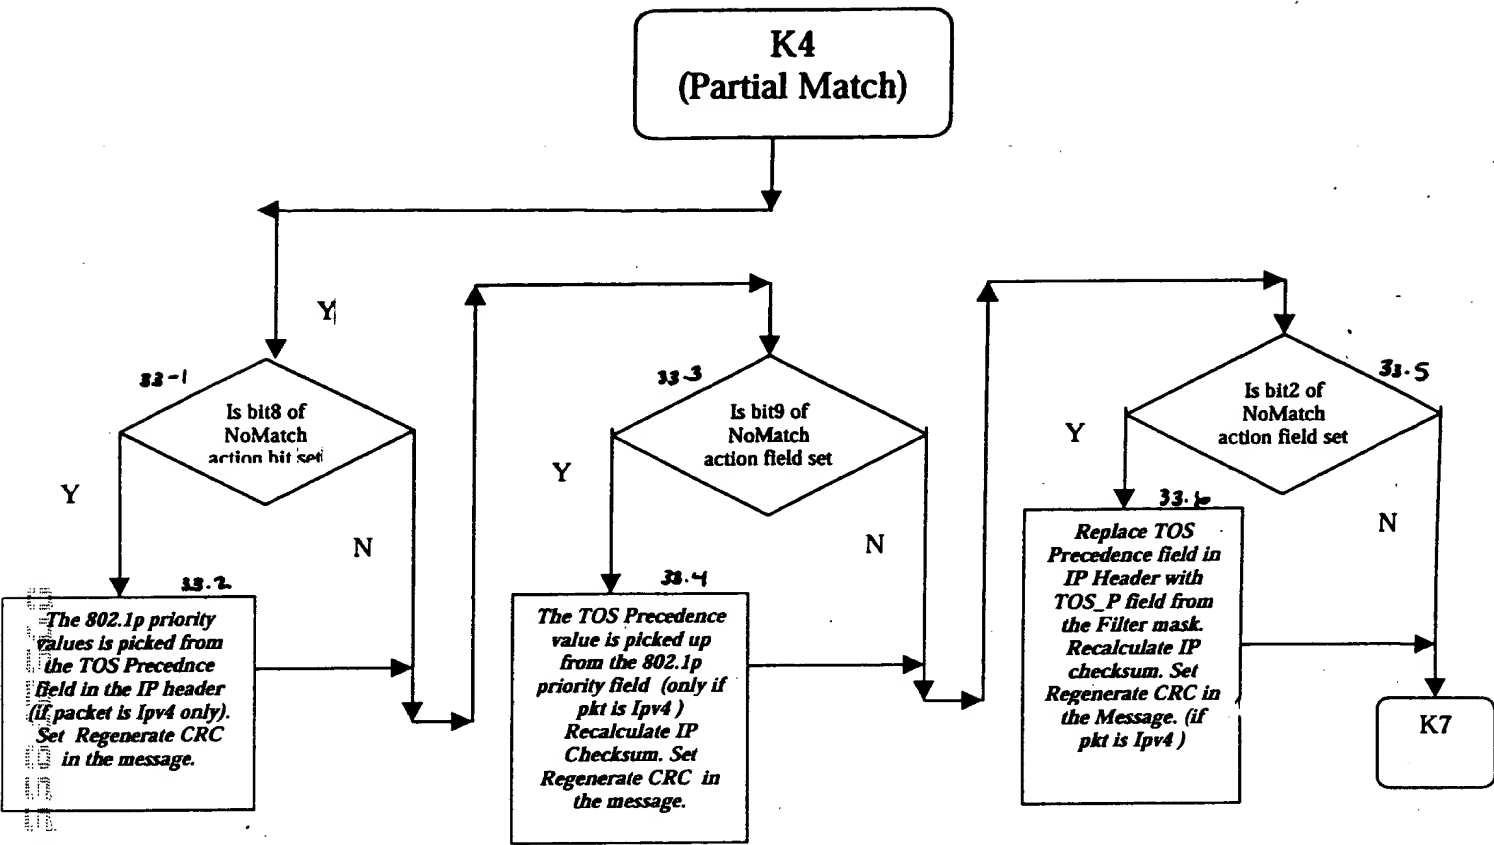 K4
(Partial Match)
Y
33-1
Is bit8 of
NoMatch
action bit set
Y
N
33.2
The 802.1p priority
values is picked from
the TOS Precednce
field in the IP header
(if packet is Ipv4 only).
Set Regenerate CRC
in the message.
33.3
Is bit9 of
NoMatch
action field set
Y
N
33.4
The TOS Precedence
value is picked up
from the 802.1p
priority field (only if
pkt is Ipv4 )
Recalculate IP
Checksum. Set
Regenerate CRC in
the message.
33.5
Is bit2 of
NoMatch
action field set
Y
N
33.6
Replace TOS
Precedence field in
IP Header with
TOS_P field from
the Filter mask.
Recalculate IP
checksum. Set
Regenerate CRC in
the Message. (if
pkt is Ipv4 )
K7